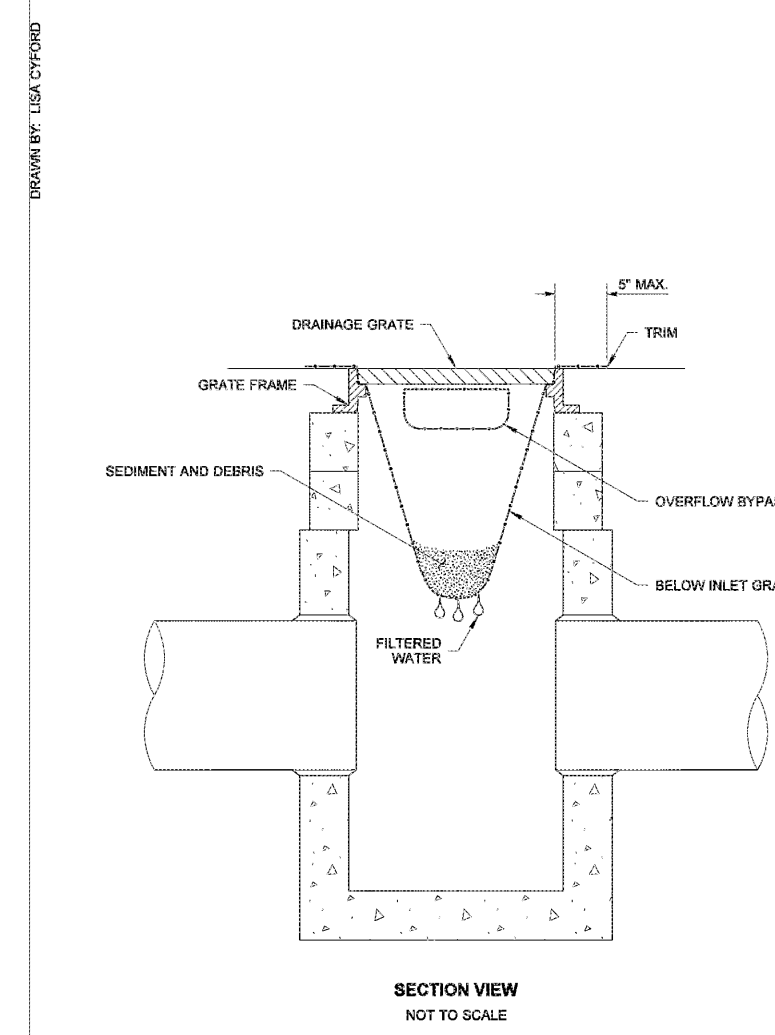 DRAWN BY: LISA CYFORD
5" MAX.
DRAINAGE GRATE
TRIM
GRATE FRAME
SEDIMENT AND DEBRIS
OVERFLOW BYPAS
BELOW INLET GRA
FILTERED
WATER
SECTION VIEW
NOT TO SCALE